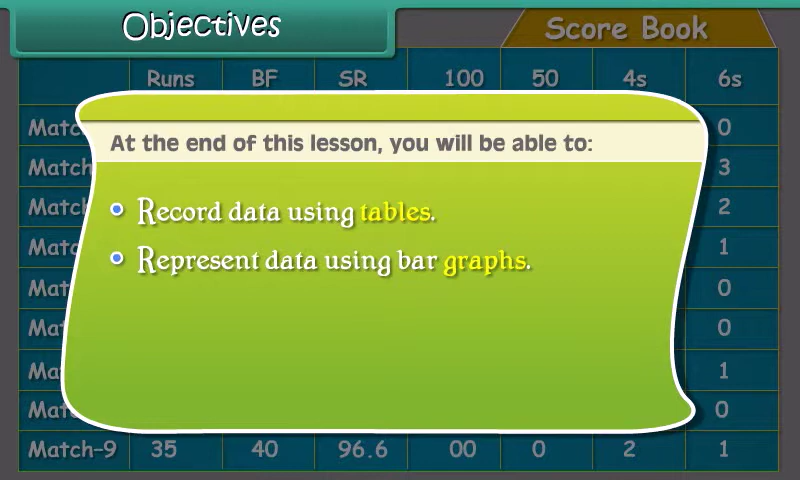 Objectives
Score Book
Runs BF SR 100 50 4s 6s
At the end of this lesson, you will be able to:
Record data using tables.
Represent data using bar graphs.
0
3
2
1
0
0
1
0
Match-9 35 40 96.6 00 0 2 1